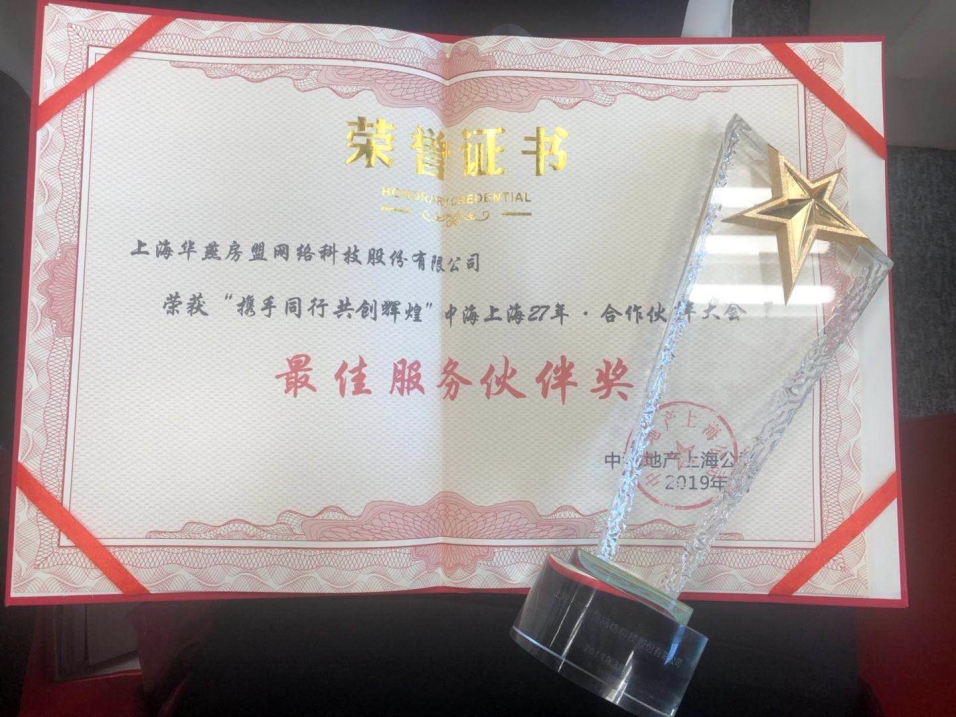 荣誉证书
HONORARY CREDENTIAL
上海华燕房盟网络科技股份有限公司
荣获“携手同行共创辉煌”中海上海27年·合作伙伴大会
最佳服务伙伴奖
中海地产上海公司
2019年